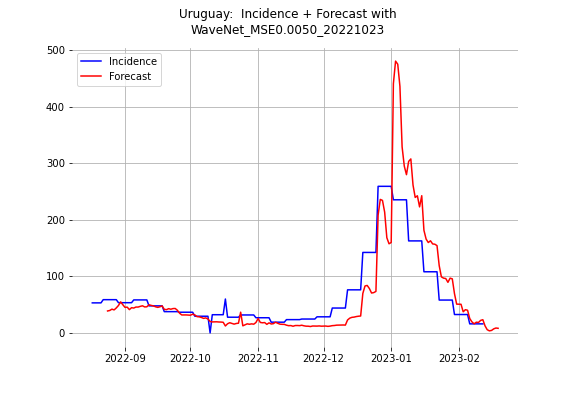 Uruguay:  Incidence + Forecast with
WaveNet_MSE0.0050_20221023
Incidence
Forecast
500
400
300
200
100
0
2022-09 2022-10 2022-11 2022-12 2023-01 2023-02